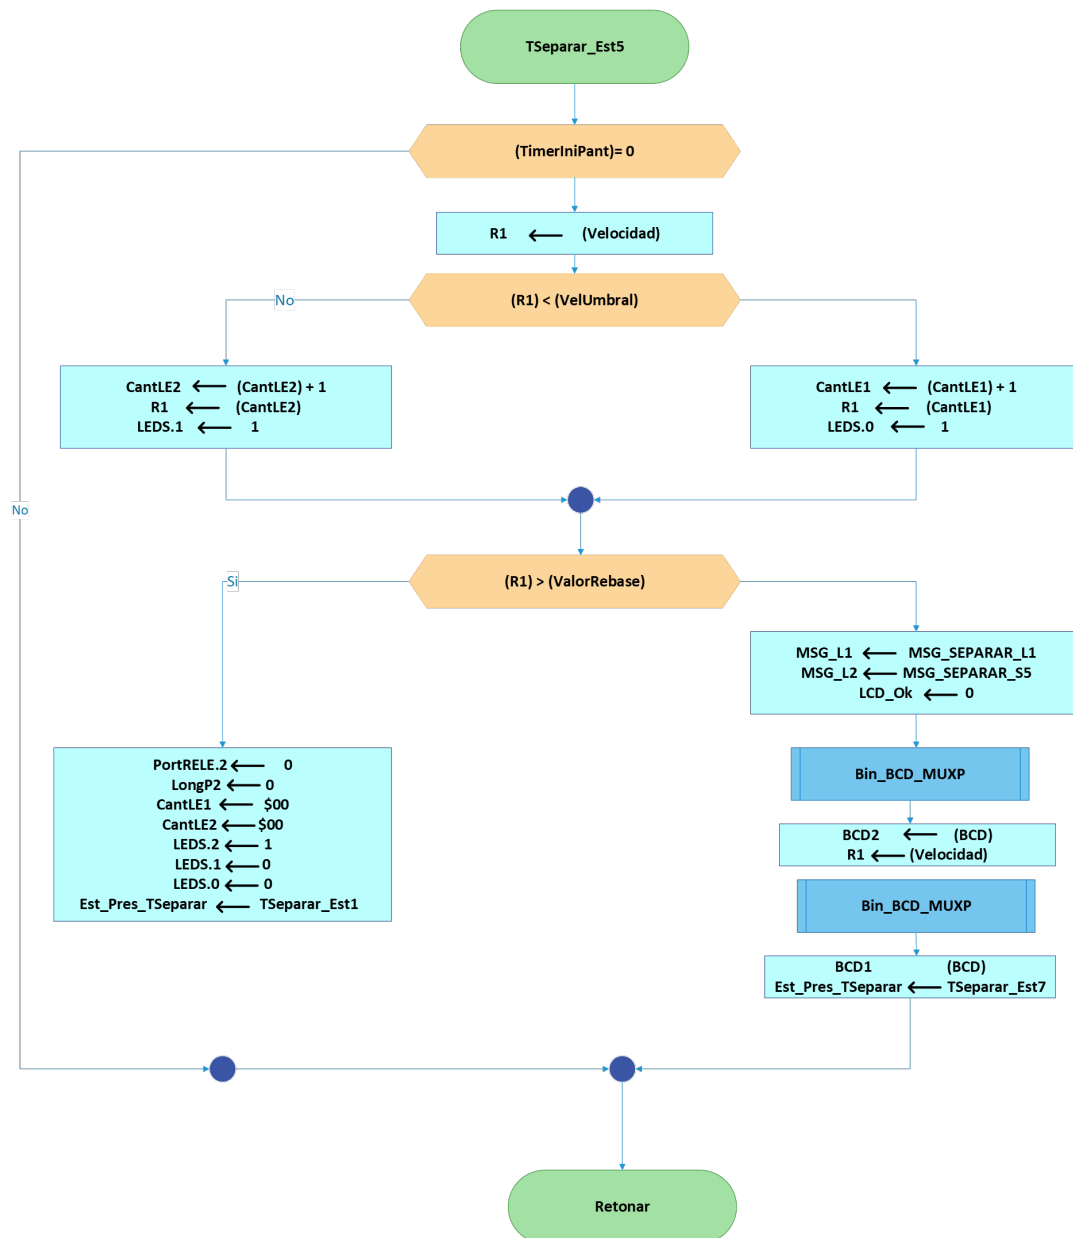 TSeparar_Est5
(TimerIniPant)= 0
R1 ← (Velocidad)
(R1) < (VelUmbral)
No
CantLE2 ← (CantLE2) + 1
R1 ← (CantLE2)
LEDS.1 ← 1
CantLE1 ← (CantLE1) + 1
R1 ← (CantLE1)
LEDS.0 ← 1
No
(R1) > (ValorRebase)
Si
MSG_L1 ← MSG_SEPARAR_L1
MSG_L2 ← MSG_SEPARAR_S5
LCD_Ok ← 0
PortRELE.2 ← 0
LongP2 ← 0
CantLE1 ← $00
CantLE2 ← $00
LEDS.2 ← 1
LEDS.1 ← 0
LEDS.0 ← 0
Est_Pres_TSeparar ← TSeparar_Est1
Bin_BCD_MUXP
BCD2 ← (BCD)
R1 ← (Velocidad)
Bin_BCD_MUXP
BCD1 (BCD)
Est_Pres_TSeparar ← TSeparar_Est7
Retonar